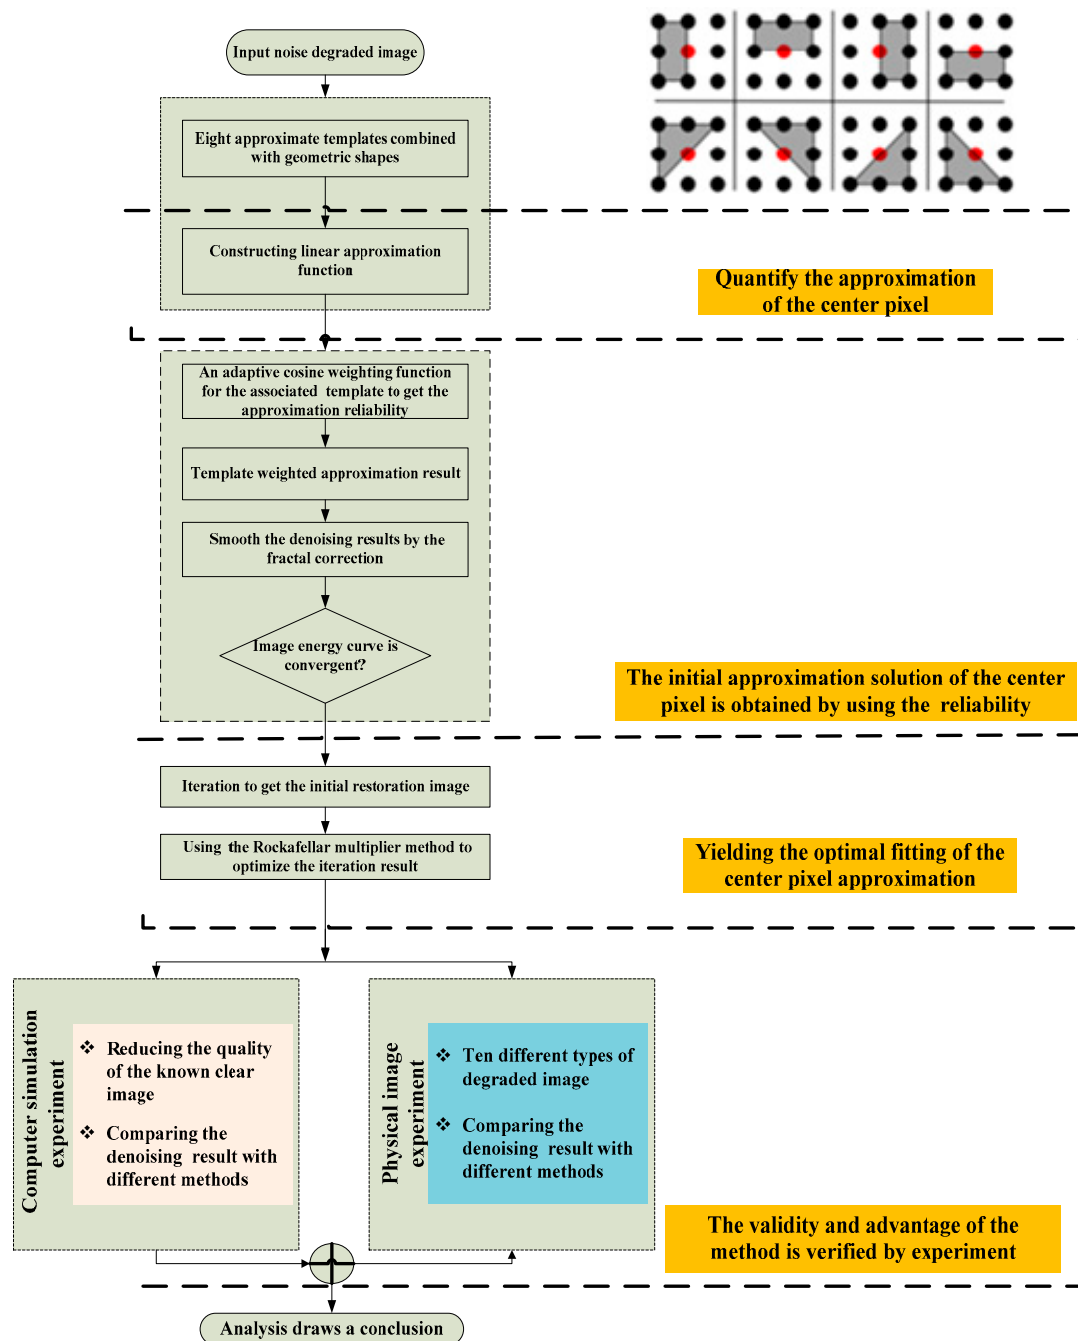 Input noise degraded image
Eight approximate templates combined
with geometric shapes
Constructing linear approximation
function
Quantify the approximation
of the center pixel
An adaptive cosine weighting function
for the associated template to get the
approximation reliability
Template weighted approximation result
Smooth the denoising results by the
fractal correction
Image energy curve is
convergent?
The initial approximation solution of the center
pixel is obtained by using the reliability
Iteration to get the initial restoration image
Using the Rockafellar multiplier method to
optimize the iteration result
Yielding the optimal fitting of the
center pixel approximation
Computer simulation
experiment
❖ Reducing the quality
of the known clear
image
❖ Comparing the
denoising result with
different methods
Physical image
experiment
❖ Ten different types of
degraded image
❖ Comparing the
denoising result with
different methods
The validity and advantage of the
method is verified by experiment
Analysis draws a conclusion